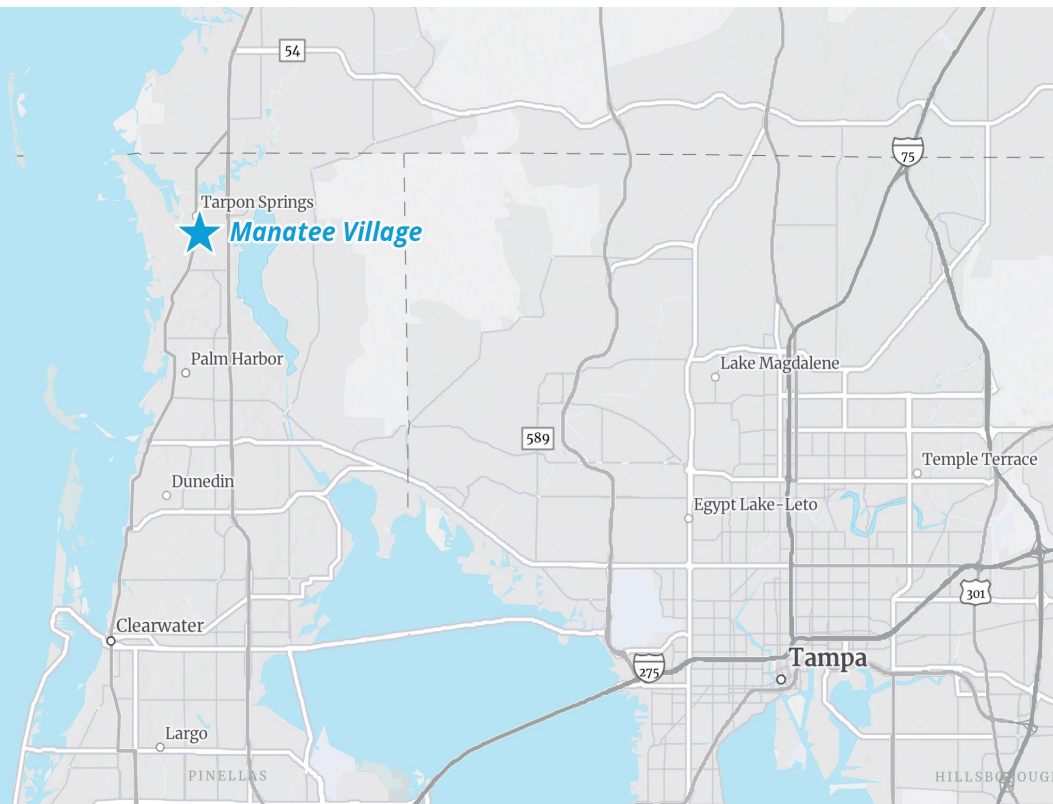 54
75
Tarpon Springs
Manatee Village
Palm Harbor
Lake Magdalene
589
Temple Terrace
Dunedin
Egypt Lake-Leto
301
Clearwater
Tampa
275
Largo
PINELLAS
HILLSBOROUGH